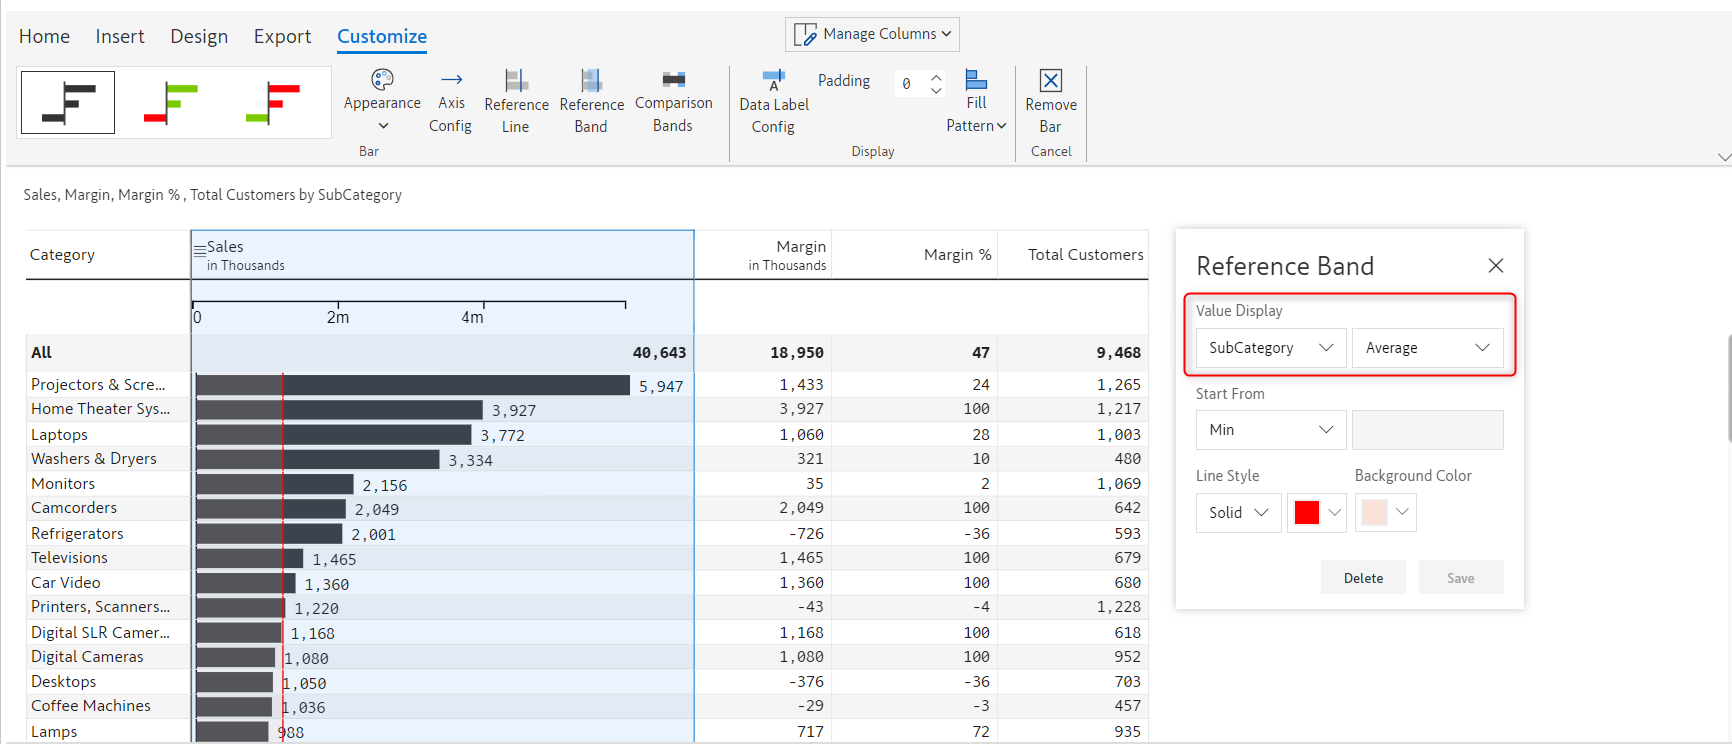 Home Insert Design Export Customize
Manage Columns
Appearance Axis Config Reference Line Reference Band Comparison Bands
Bar
Data Label Config Padding 0 Fill Pattern
Display
Remove Bar
Cancel
Sales, Margin, Margin % , Total Customers by SubCategory
Category Sales in Thousands Margin in Thousands Margin % Total Customers
0 2m 4m
All 40,643 18,950 47 9,468
Projectors & Scre... 5,947 1,433 24 1,265
Home Theater Sys... 3,927 3,927 100 1,217
Laptops 3,772 1,060 28 1,003
Washers & Dryers 3,334 321 10 480
Monitors 2,156 35 2 1,069
Camcorders 2,049 2,049 100 642
Refrigerators 2,001 -726 -36 593
Televisions 1,465 1,465 100 679
Car Video 1,360 1,360 100 680
Printers, Scanners... 1,220 -43 -4 1,228
Digital SLR Camer... 1,168 1,168 100 618
Digital Cameras 1,080 1,080 100 952
Desktops 1,050 -376 -36 703
Coffee Machines 1,036 -29 -3 457
Lamps 988 717 72 935
Reference Band
Value Display
SubCategory Average
Start From
Min
Line Style Background Color
Solid
Delete Save